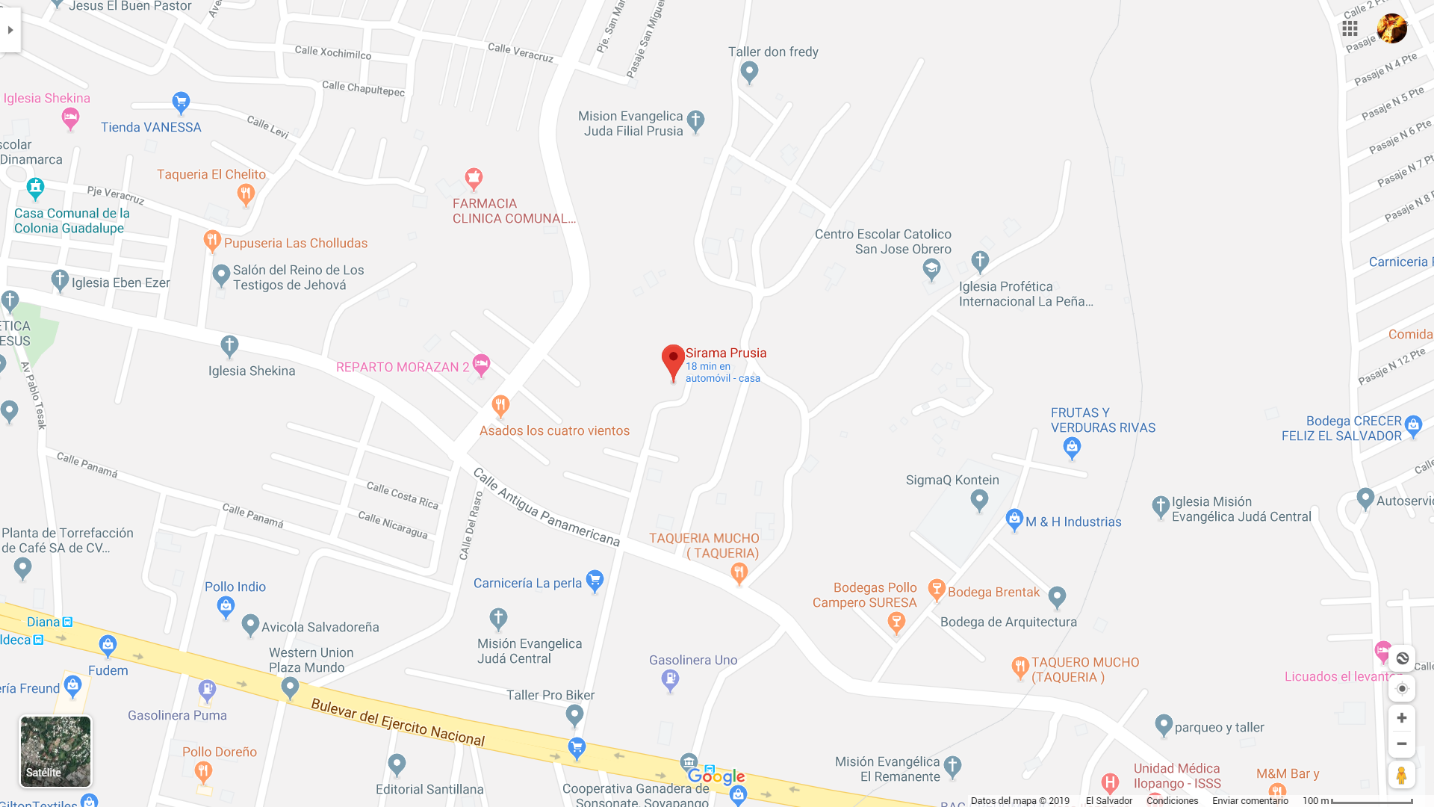 Jesus El Buen Pastor
Calle Xochimilco
Calle Veracruz
Pje. San Mar
Pasaje San Miguel
Taller don fredy
Calle 2 Pte
Pasaje N 4 Pte
Pasaje N 5 Pte
Pasaje N 6 Pte
Pasaje N 7 Pte
Pasaje N 8 P
Iglesia Shekina
Calle Chapultepec
Tienda VANESSA
Calle Levi
Mision Evangelica
Juda Filial Prusia
escolar
Dinamarca
Taqueria El Chelito
Pje Veracruz
FARMACIA
CLINICA COMUNAL...
Casa Comunal de la
Colonia Guadalupe
Pupuseria Las Cholludas
Centro Escolar Catolico
San Jose Obrero
Salón del Reino de Los
Testigos de Jehová
Iglesia Eben Ezer
Iglesia Profética
Internacional La Peña...
Carniceria F
ETICA
ESUS
Comida
Sirama Prusia
18 min en
automóvil - casa
REPARTO MORAZAN 2
Iglesia Shekina
Pasaje N 12 Pte
Av Pablo Tesak
Asados los cuatro vientos
FRUTAS Y
VERDURAS RIVAS
Bodega CRECER
FELIZ EL SALVADOR
Calle Panamá
Calle Costa Rica
Calle Panamá
Calle Nicaragua
Calle Antigua Panamericana
CAlle Del Rasro
SigmaQ Kontein
M & H Industrias
Iglesia Misión
Evangélica Judá Central
Autoservic
Planta de Torrefacción
de Café SA de CV...
TAQUERIA MUCHO
( TAQUERIA)
Pollo Indio
Carnicería La perla
Bodegas Pollo
Campero SURESA
Bodega Brentak
Bodega de Arquitectura
Diana
aldeca
Avicola Salvadoreña
Misión Evangelica
Judá Central
Western Union
Plaza Mundo
Gasolinera Uno
TAQUERO MUCHO
(TAQUERIA )
Fudem
ería Freund
Gasolinera Puma
Bulevar del Ejercito Nacional
Taller Pro Biker
Licuados el levanten
parqueo y taller
Pollo Doreño
Satélite
Editorial Santillana
Google
Cooperativa Ganadera de
Sonsonate, Soyapango
Misión Evangélica
El Remanente
Unidad Médica
Ilopango - ISSS
M&M Bar y
GiltonTextiles
Datos del mapa © 2019 El Salvador Condiciones Enviar comentario 100 m